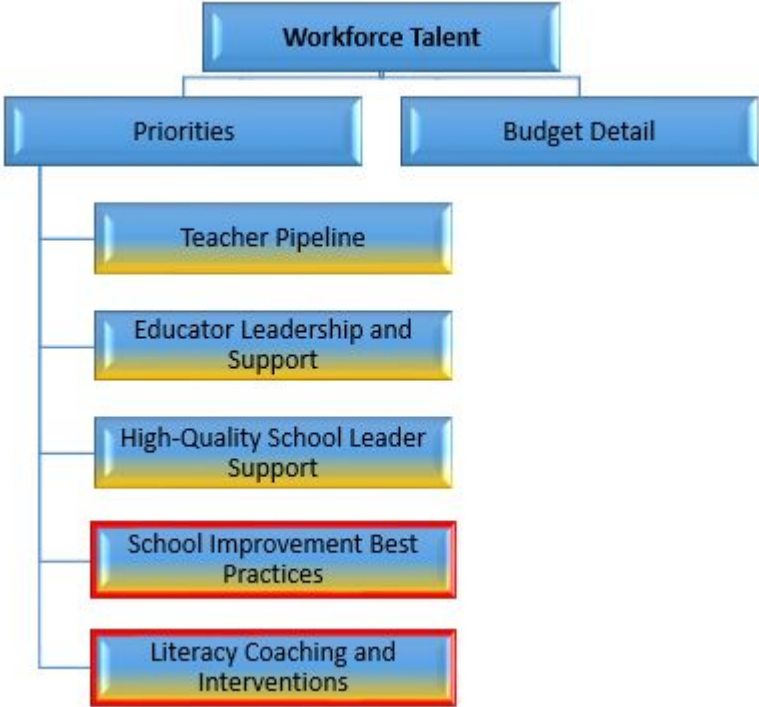 Workforce Talent
Priorities
Budget Detail
Teacher Pipeline
Educator Leadership and
Support
High-Quality School Leader
Support
School Improvement Best
Practices
Literacy Coaching and
Interventions